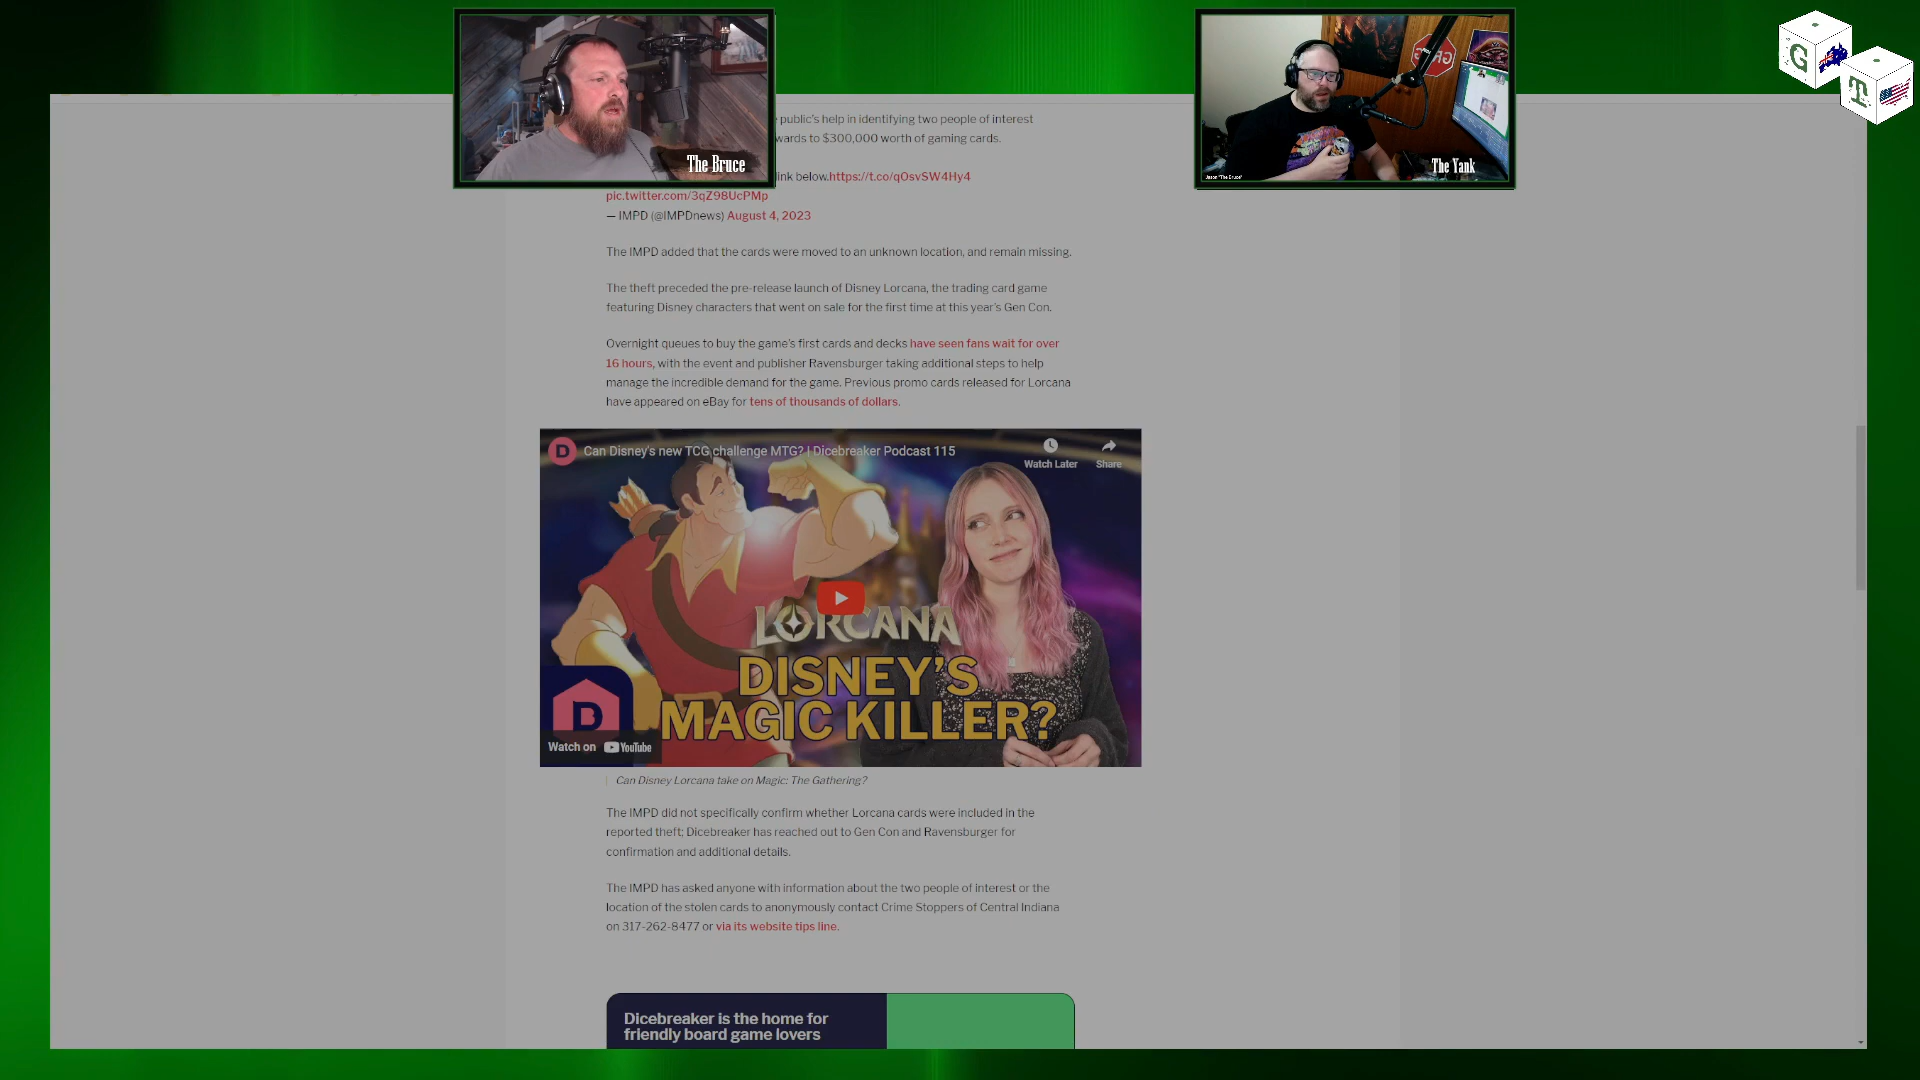 The Bruce
The Yank
Jason "The Bruce"
G
T
public's help in identifying two people of interest
wards to $300,000 worth of gaming cards.
link below.https://t.co/qOsvSW4Hy4
pic.twitter.com/3qZ98UcPMp
— IMPD (@IMPDnews) August 4, 2023
The IMPD added that the cards were moved to an unknown location, and remain missing.
The theft preceded the pre-release launch of Disney Lorcana, the trading card game
featuring Disney characters that went on sale for the first time at this year's Gen Con.
Overnight queues to buy the game's first cards and decks have seen fans wait for over
16 hours, with the event and publisher Ravensburger taking additional steps to help
manage the incredible demand for the game. Previous promo cards released for Lorcana
have appeared on eBay for tens of thousands of dollars.
D Can Disney's new TCG challenge MTG? | Dicebreaker Podcast 115
Watch Later
Share
LORCANA
DISNEY'S
MAGIC KILLER?
D
Watch on YouTube
Can Disney Lorcana take on Magic: The Gathering?
The IMPD did not specifically confirm whether Lorcana cards were included in the
reported theft; Dicebreaker has reached out to Gen Con and Ravensburger for
confirmation and additional details.
The IMPD has asked anyone with information about the two people of interest or the
location of the stolen cards to anonymously contact Crime Stoppers of Central Indiana
on 317-262-8477 or via its website tips line.
Dicebreaker is the home for
friendly board game lovers